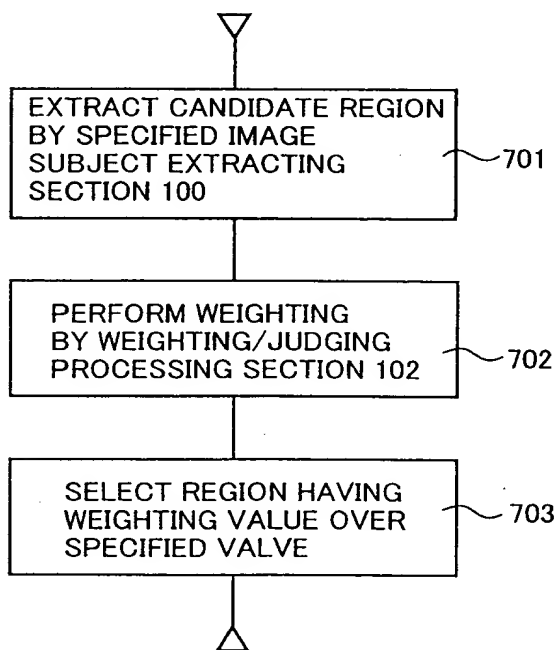 EXTRACT CANDIDATE REGION
BY SPECIFIED IMAGE
SUBJECT EXTRACTING
SECTION 100
701
PERFORM WEIGHTING
BY WEIGHTING/JUDGING
PROCESSING SECTION 102
702
SELECT REGION HAVING
WEIGHTING VALUE OVER
SPECIFIED VALVE
703